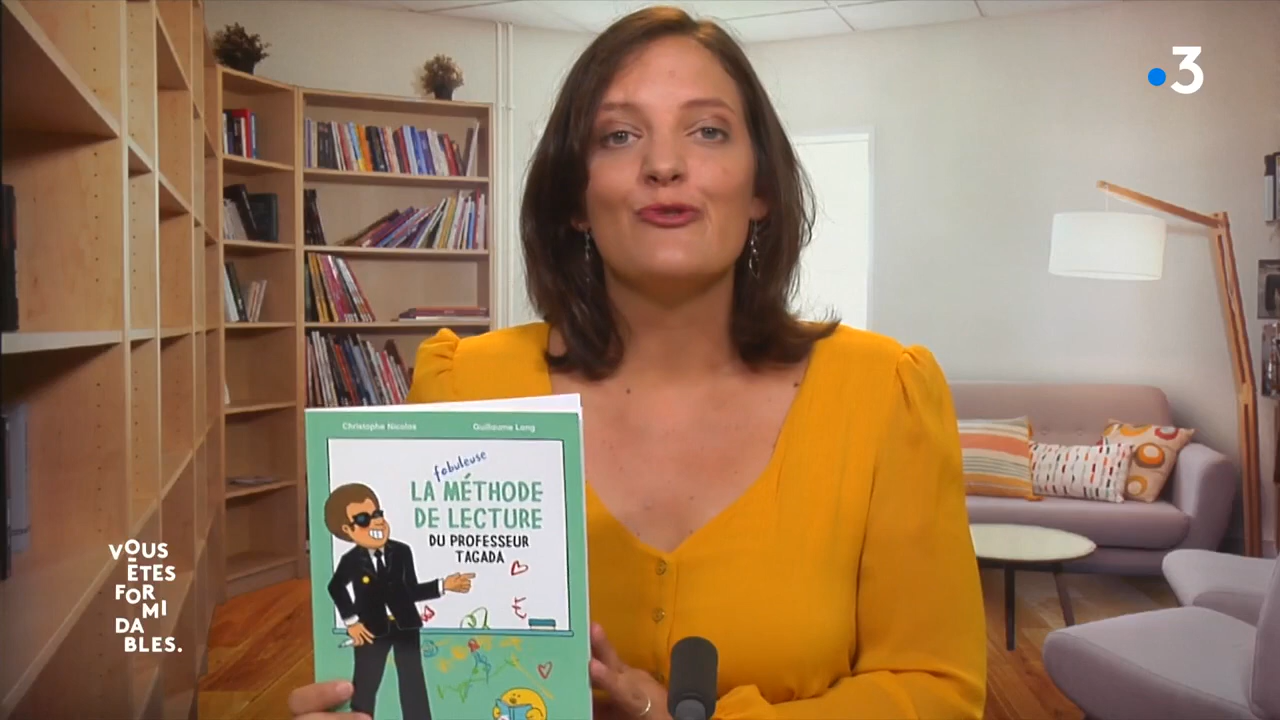 3
Christophe Nicolas Guillaume Long
fabuleuse
LA MÉTHODE
DE LECTURE
DU PROFESSEUR
TAGADA
VOUS
ÊTES
FOR
MI
DA
BLES.